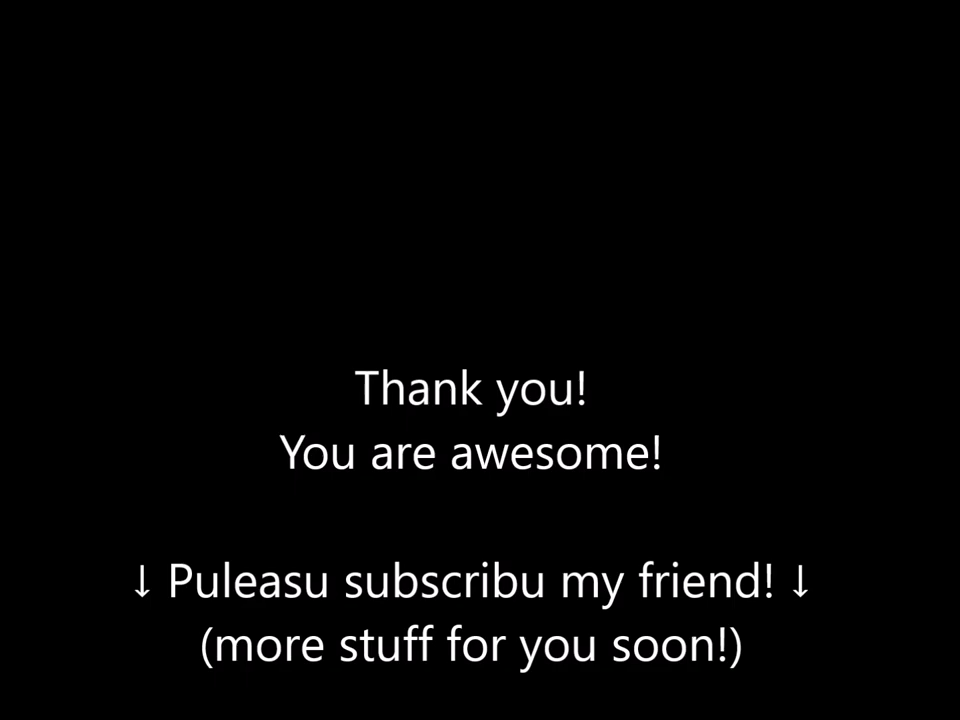 Thank you!
You are awesome!
↓ Puleasu subscribu my friend! ↓
(more stuff for you soon!)